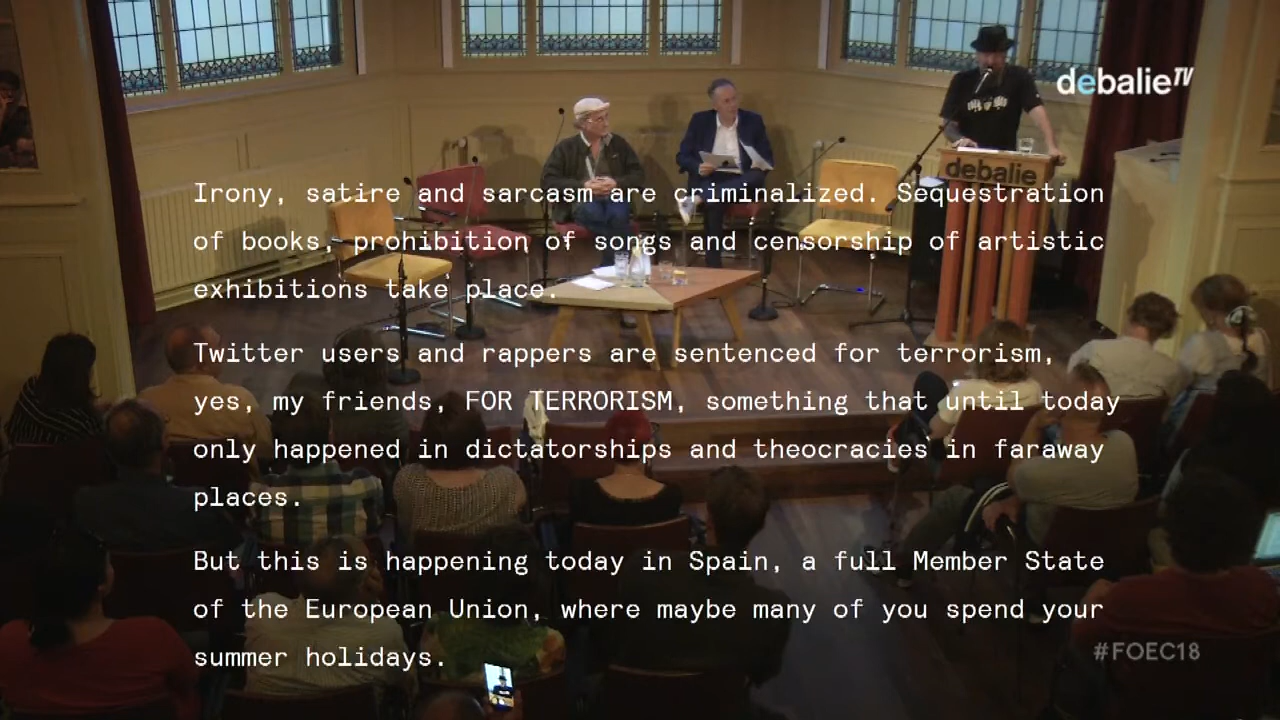 debalieTV
debalie
Irony, satire and sarcasm are criminalized. Sequestration
of books, prohibition of songs and censorship of artistic
exhibitions take place.
Twitter users and rappers are sentenced for terrorism,
yes, my friends, FOR TERRORISM, something that until today
only happened in dictatorships and theocracies in faraway
places.
But this is happening today in Spain, a full Member State
of the European Union, where maybe many of you spend your
summer holidays.
#FOEC18